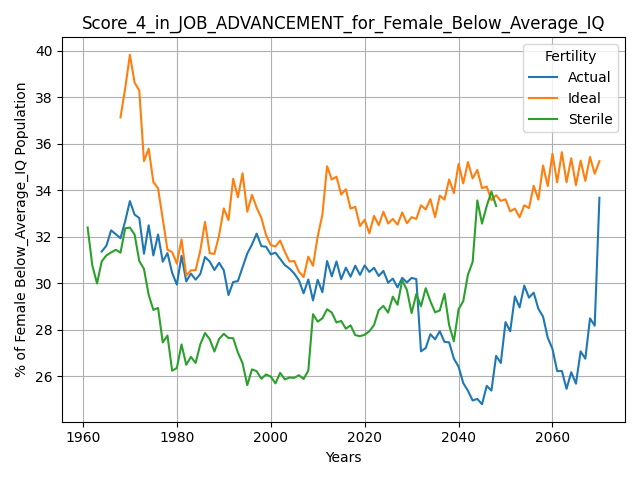 Score_4_in_JOB_ADVANCEMENT_for_Female_Below_Average_IQ
% of Female Below_Average_IQ Population
40
38
36
34
32
30
28
26
Fertility
Actual
Ideal
Sterile
1960 1980 2000 2020 2040 2060
Years